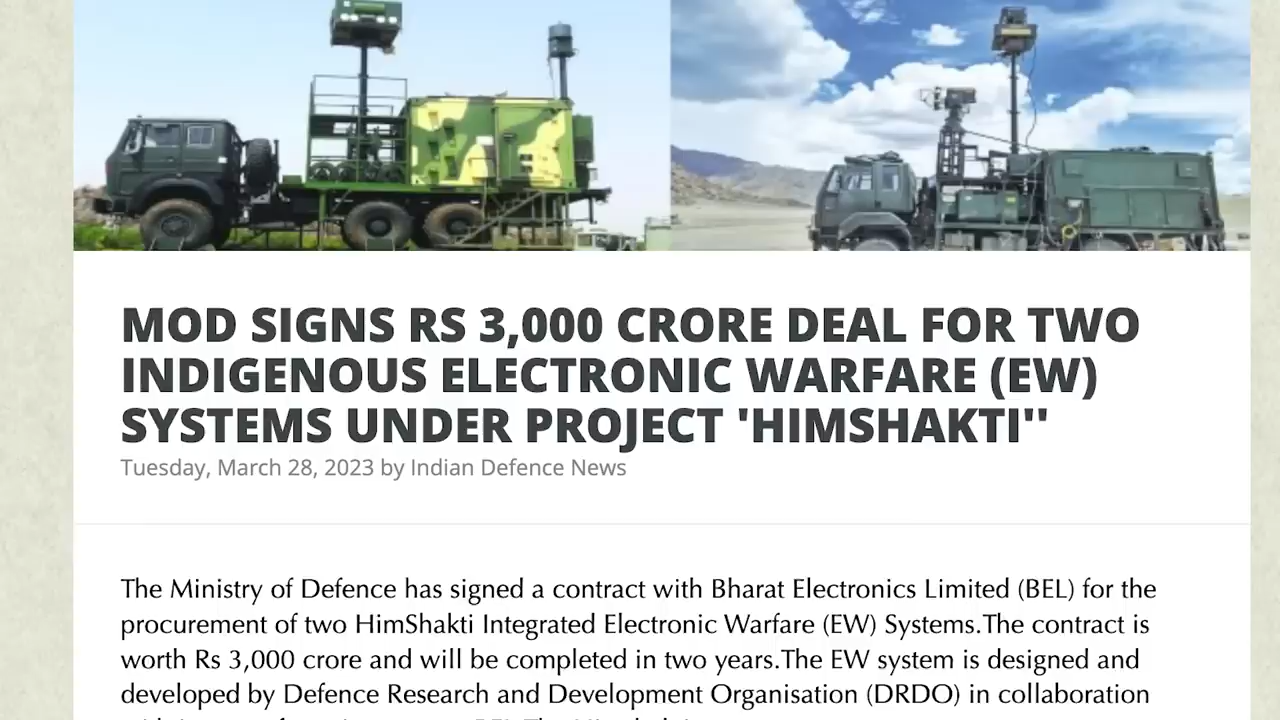 MOD SIGNS RS 3,000 CRORE DEAL FOR TWO
INDIGENOUS ELECTRONIC WARFARE (EW)
SYSTEMS UNDER PROJECT 'HIMSHAKTI''
Tuesday, March 28, 2023 by Indian Defence News
The Ministry of Defence has signed a contract with Bharat Electronics Limited (BEL) for the
procurement of two HimShakti Integrated Electronic Warfare (EW) Systems.The contract is
worth Rs 3,000 crore and will be completed in two years.The EW system is designed and
developed by Defence Research and Development Organisation (DRDO) in collaboration